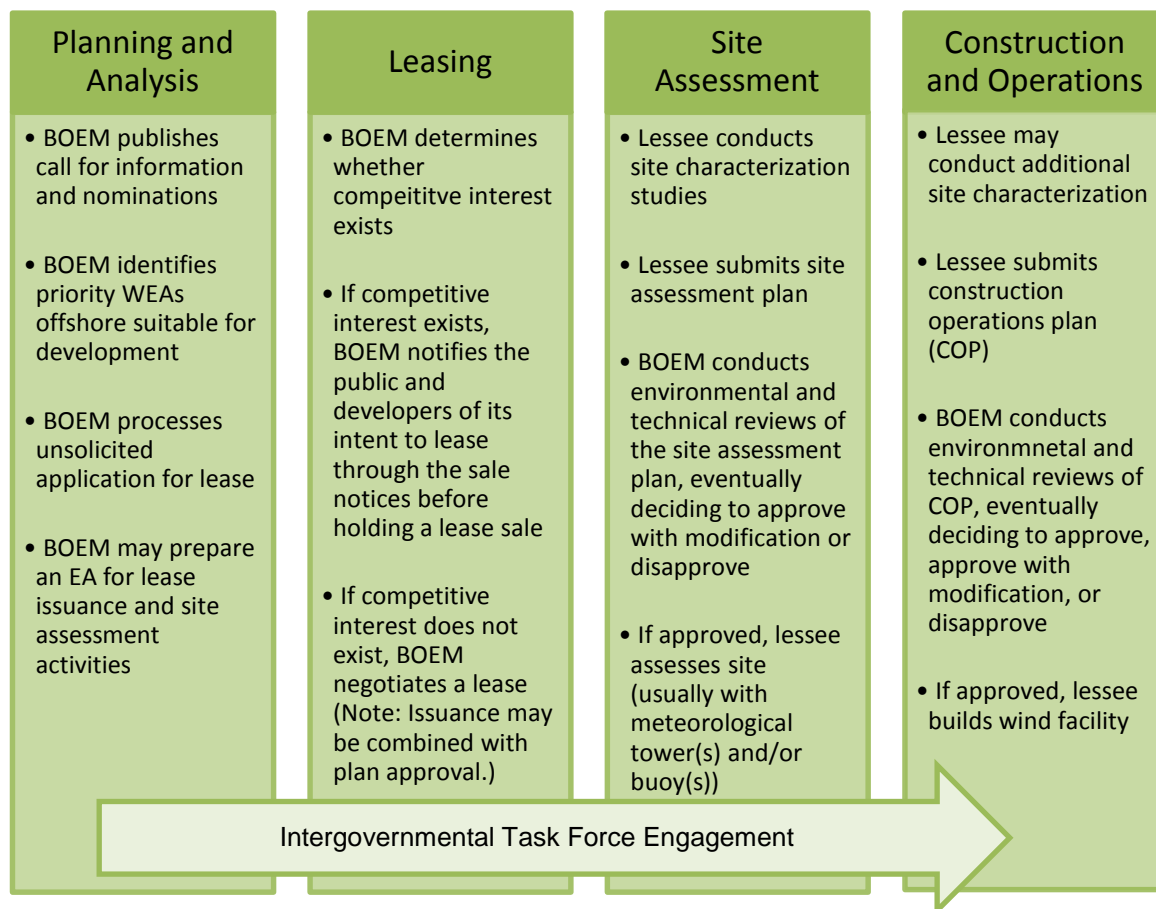 Planning and
Analysis
• BOEM publishes
call for information
and nominations
• BOEM identifies
priority WEAs
offshore suitable for
development
• BOEM processes
unsolicited
application for lease
• BOEM may prepare
an EA for lease
issuance and site
assessment
activities
Leasing
• BOEM determines
whether
compeititve interest
exists
• If competitive
interest exists,
BOEM notifies the
public and
developers of its
intent to lease
through the sale
notices before
holding a lease sale
• If competitive
interest does not
exist, BOEM
negotiates a lease
(Note: Issuance may
be combined with
plan approval.)
Site
Assessment
• Lessee conducts
site characterization
studies
• Lessee submits site
assessment plan
• BOEM conducts
environmental and
technical reviews of
the site assessment
plan, eventually
deciding to approve
with modification or
disapprove
• If approved, lessee
assesses site
(usually with
meteorological
tower(s) and/or
buoy(s))
Construction
and Operations
• Lessee may
conduct additional
site characterization
• Lessee submits
construction
operations plan
(COP)
• BOEM conducts
environmnetal and
technical reviews of
COP, eventually
deciding to approve,
approve with
modification, or
disapprove
• If approved, lessee
builds wind facility
Intergovernmental Task Force Engagement